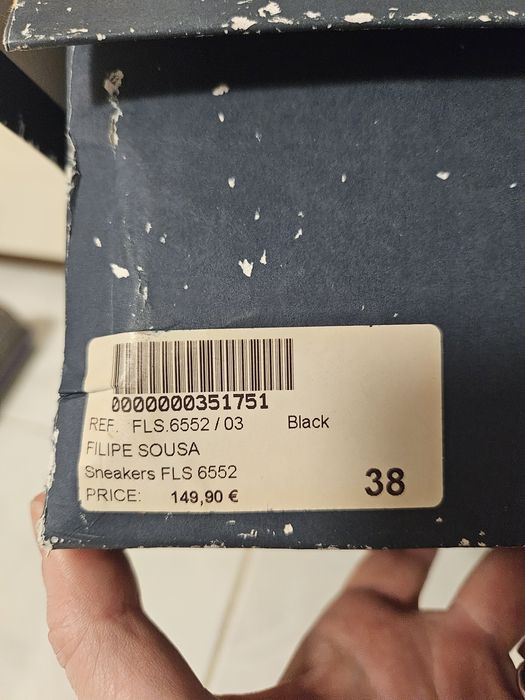 0000000351751
REF. FLS.6552 / 03 Black
FILIPE SOUSA
Sneakers FLS 6552
PRICE: 149,90 € 38